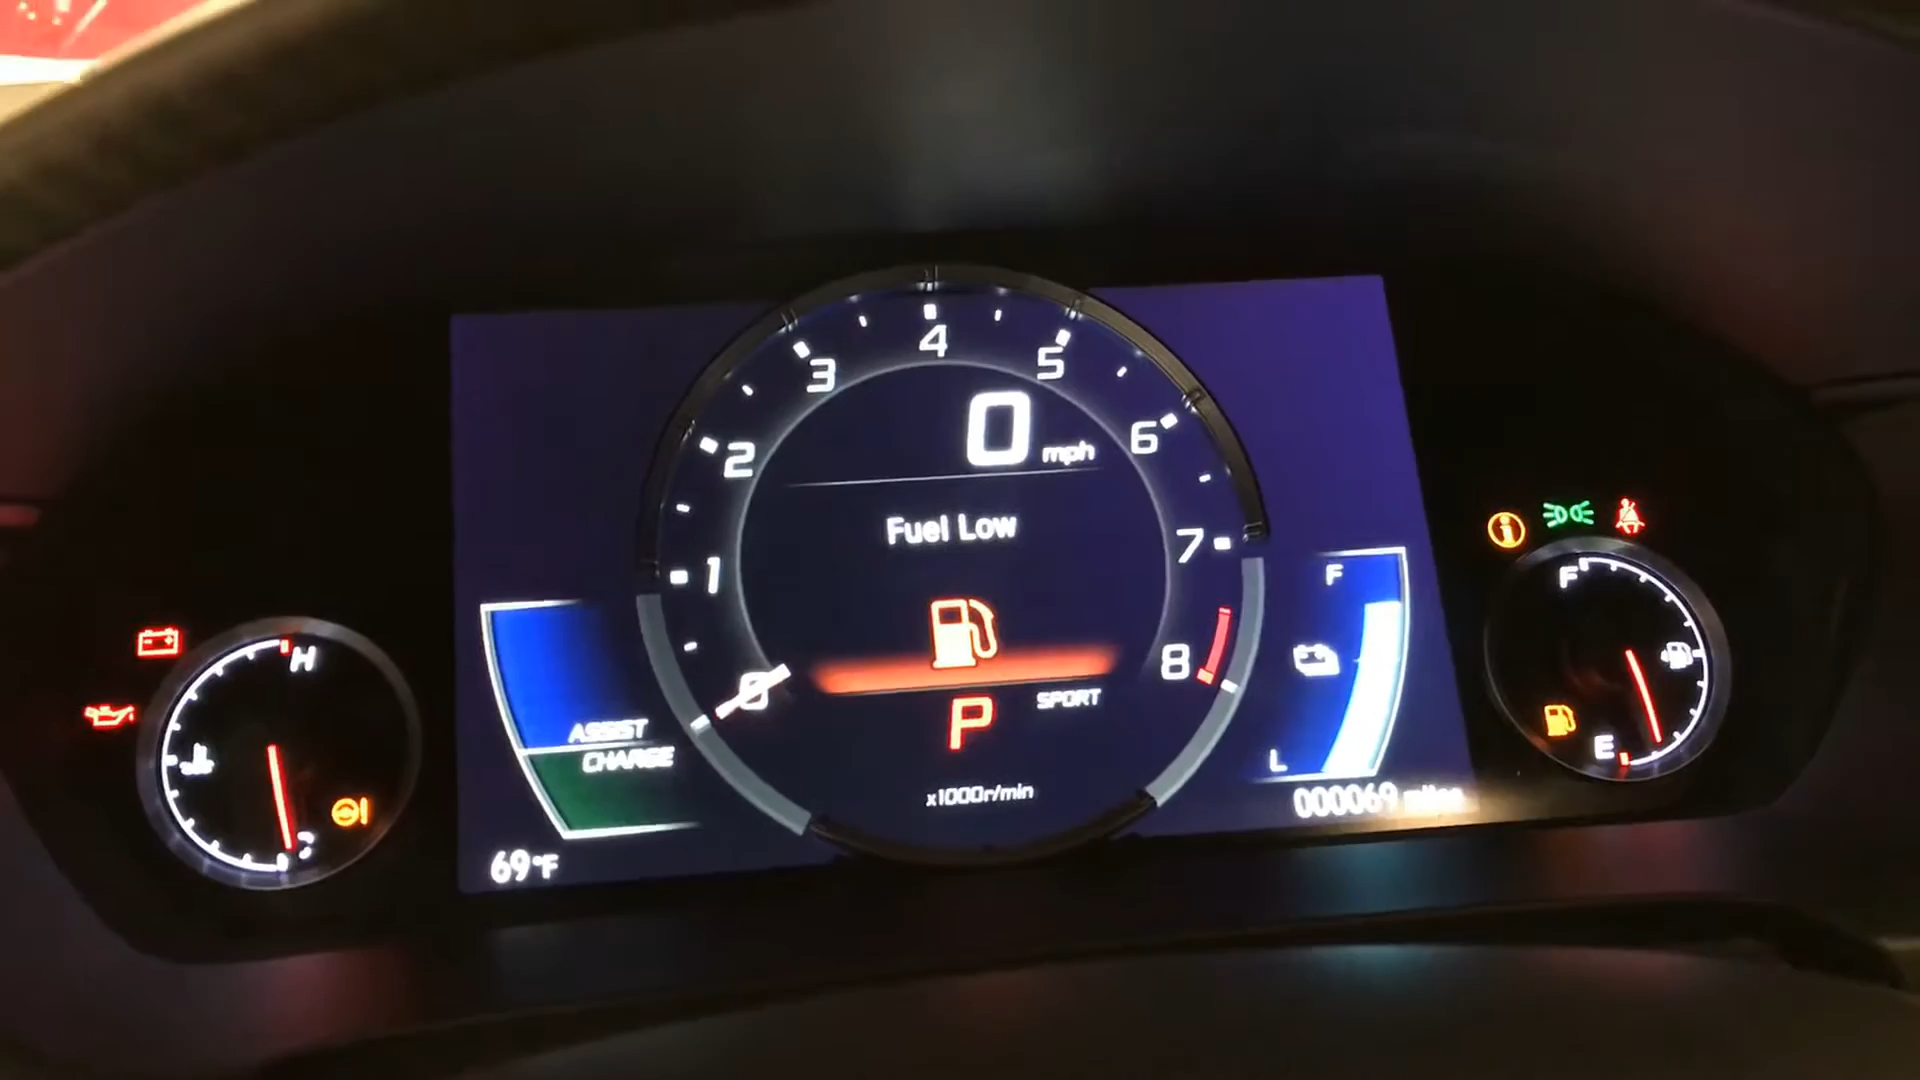 4
3
5
0 mph
2
6
Fuel Low
1
7
F
F
H
8
0
P
SPORT
ASSIST
CHARGE
L
E
C
x1000r/min
000069 miles
69°F